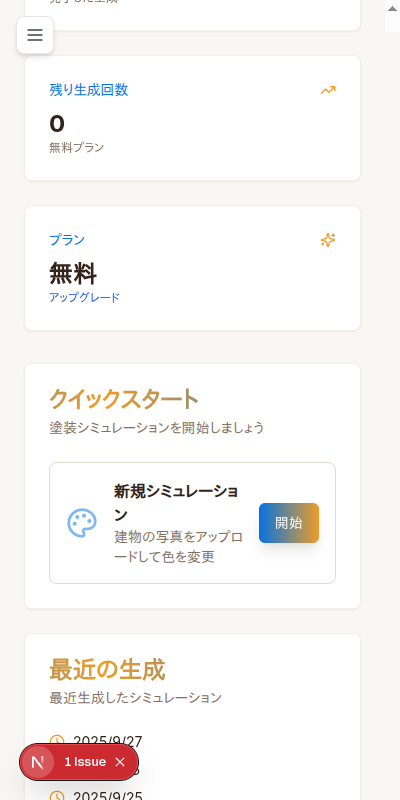 残り生成回数
0
無料プラン
プラン
無料
アップグレード
クイックスタート
塗装シミュレーションを開始しましょう
新規シミュレーショ
ン
建物の写真をアップロ
ードして色を変更
開始
最近の生成
最近生成したシミュレーション
2025/9/27
N 1 Issue
2025/9/25